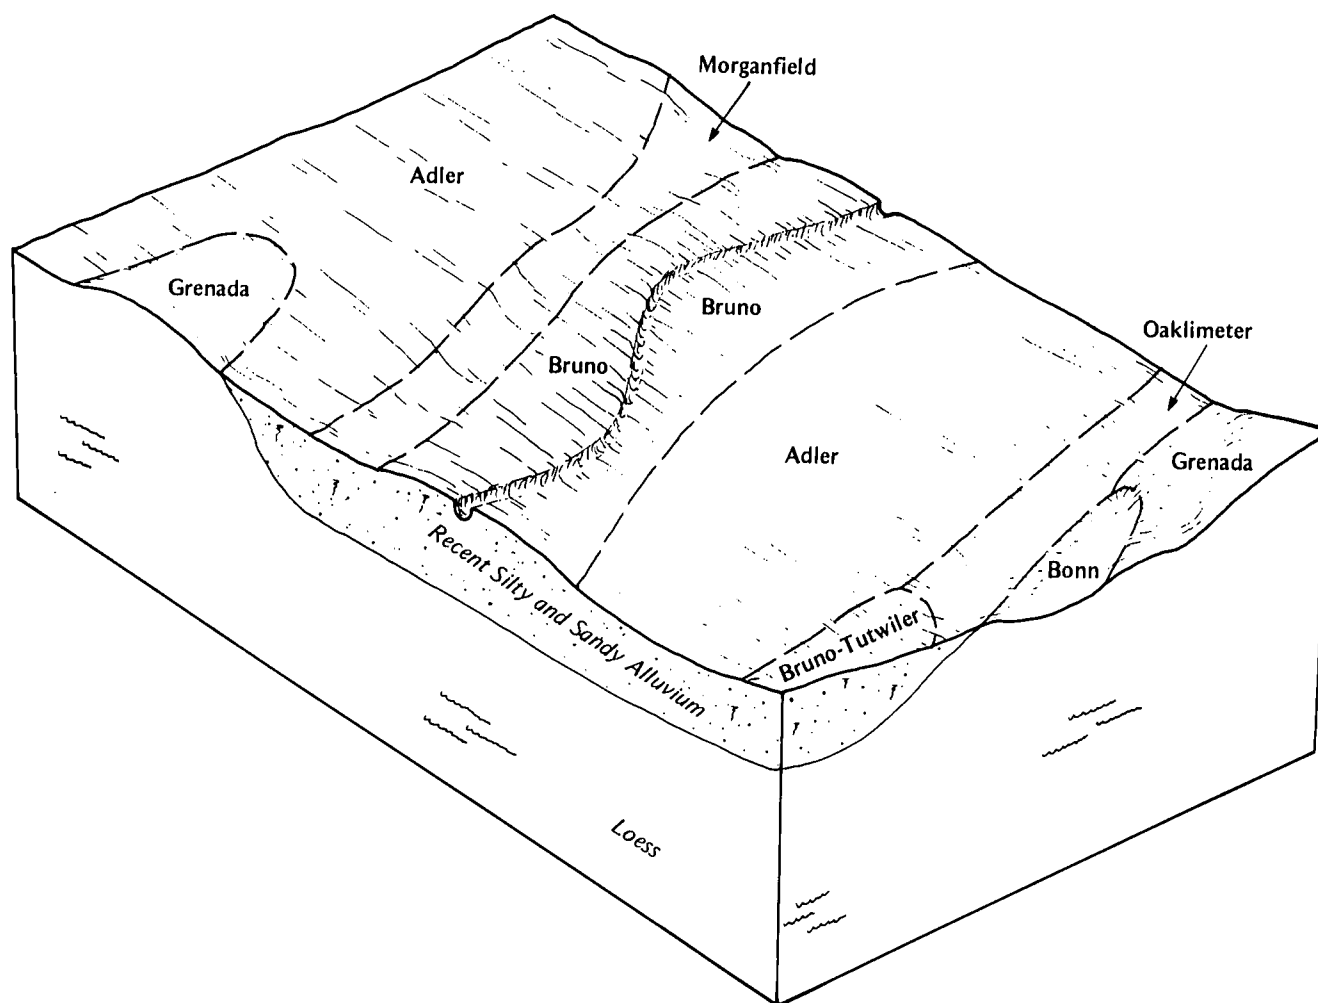 Morganfield
Adler
Grenada
Bruno
Oaklimeter
Bruno
Adler
Grenada
Bonn
Recent Silty and Sandy Alluvium
Bruno-Tutwiler
Loess